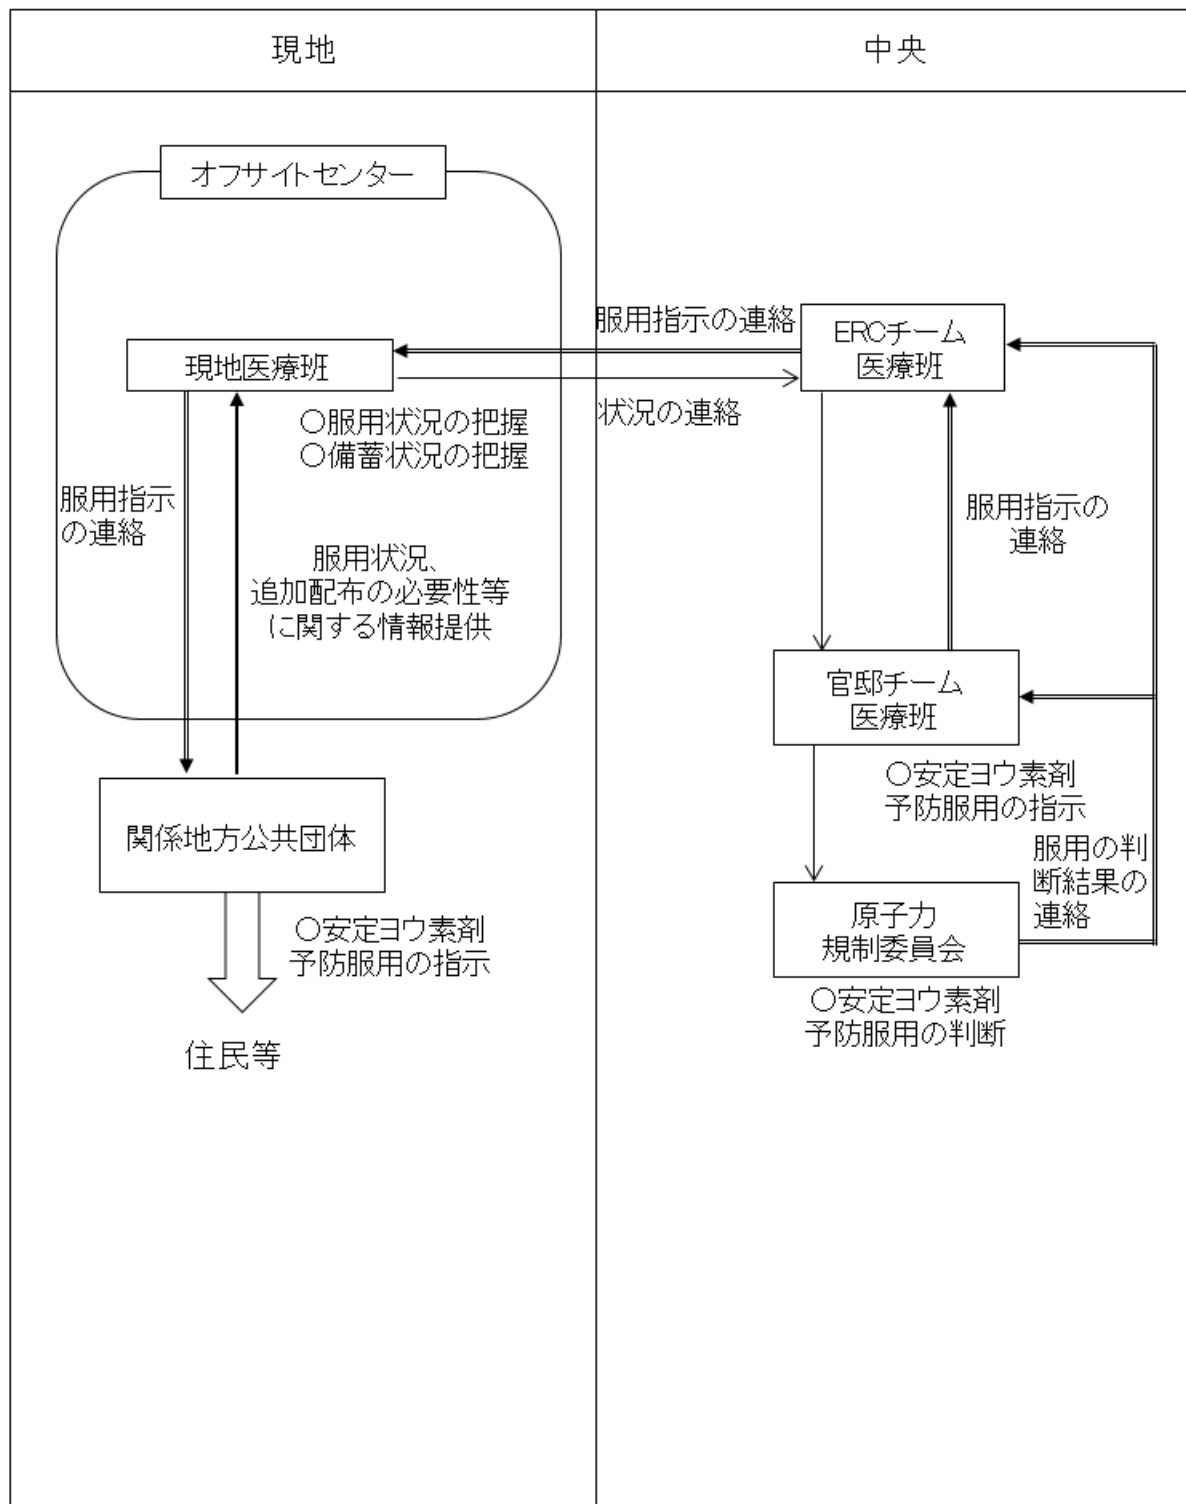 現地
中央
オフサイトセンター
現地医療班
○服用状況の把握
○備蓄状況の把握
服用指示
の連絡
服用状況、
追加配布の必要性等
に関する情報提供
関係地方公共団体
○安定ヨウ素剤
予防服用の指示
住民等
服用指示の連絡
状況の連絡
ERCチーム
医療班
服用指示の
連絡
官邸チーム
医療班
○安定ヨウ素剤
予防服用の指示
服用の判
断結果の
連絡
原子力
規制委員会
○安定ヨウ素剤
予防服用の判断